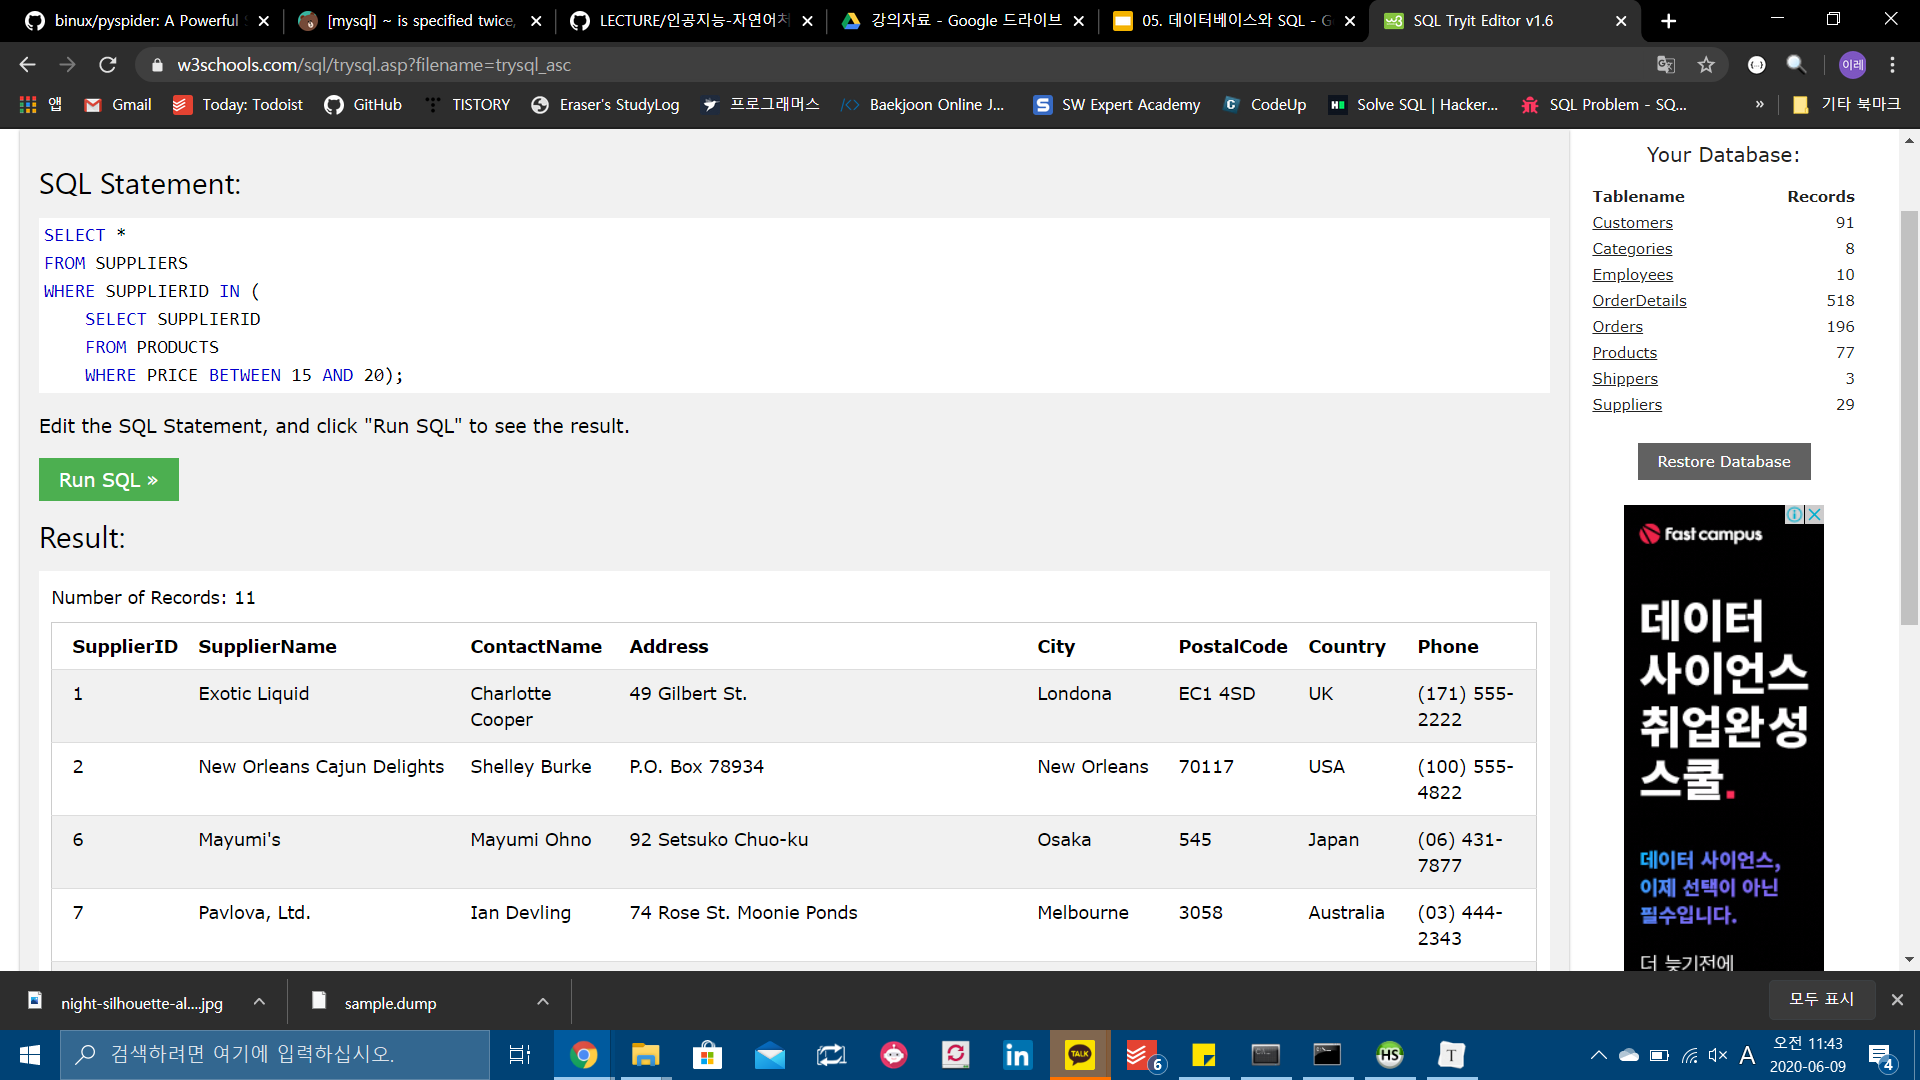 binux/pyspider: A Powerful S
[mysql] ~ is specified twice,
LECTURE/인공지능-자연어처
강의자료 - Google 드라이브
05. 데이터베이스와 SQL - G
SQL Tryit Editor v1.6
w3schools.com/sql/trysql.asp?filename=trysql_asc
이레
앱
Gmail
Today: Todoist
GitHub
TISTORY
Eraser's StudyLog
프로그래머스
Baekjoon Online J...
SW Expert Academy
CodeUp
Solve SQL | Hacker...
SQL Problem - SQ...
»
기타 북마크
SQL Statement:
SELECT *
FROM SUPPLIERS
WHERE SUPPLIERID IN (
SELECT SUPPLIERID
FROM PRODUCTS
WHERE PRICE BETWEEN 15 AND 20);
Edit the SQL Statement, and click "Run SQL" to see the result.
Run SQL »
Result:
Number of Records: 11
SupplierID SupplierName ContactName Address City PostalCode Country Phone
1 Exotic Liquid Charlotte Cooper 49 Gilbert St. Londona EC1 4SD UK (171) 555-2222
2 New Orleans Cajun Delights Shelley Burke P.O. Box 78934 New Orleans 70117 USA (100) 555-4822
6 Mayumi's Mayumi Ohno 92 Setsuko Chuo-ku Osaka 545 Japan (06) 431-7877
7 Pavlova, Ltd. Ian Devling 74 Rose St. Moonie Ponds Melbourne 3058 Australia (03) 444-2343
Your Database:
Tablename Records
Customers 91
Categories 8
Employees 10
OrderDetails 518
Orders 196
Products 77
Shippers 3
Suppliers 29
Restore Database
Fast campus
데이터
사이언스
취업완성
스쿨.
데이터 사이언스,
이제 선택이 아닌
필수입니다.
더 늦기전에
night-silhouette-al....jpg
sample.dump
모두 표시
검색하려면 여기에 입력하십시오.
TALK
6
HS
T
A
오전 11:43
2020-06-09
4